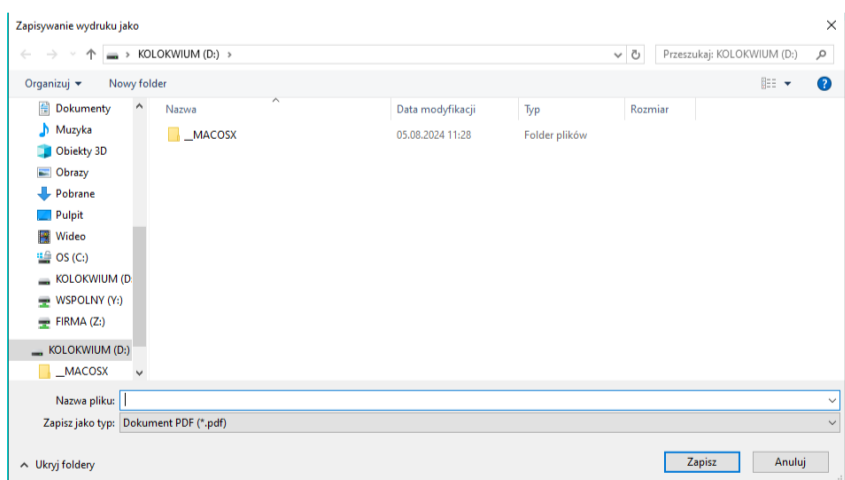 Zapisywanie wydruku jako
KOLOKWIUM (D:)
Przeszukaj: KOLOKWIUM (D:)
Organizuj
Nowy folder
Nazwa Data modyfikacji Typ Rozmiar
__MACOSX 05.08.2024 11:28 Folder plików
Dokumenty
Muzyka
Obiekty 3D
Obrazy
Pobrane
Pulpit
Wideo
OS (C:)
KOLOKWIUM (D:
WSPOLNY (Y:)
FIRMA (Z:)
KOLOKWIUM (D:)
__MACOSX
Nazwa pliku:
Zapisz jako typ: Dokument PDF (*.pdf)
Ukryj foldery
Zapisz Anuluj